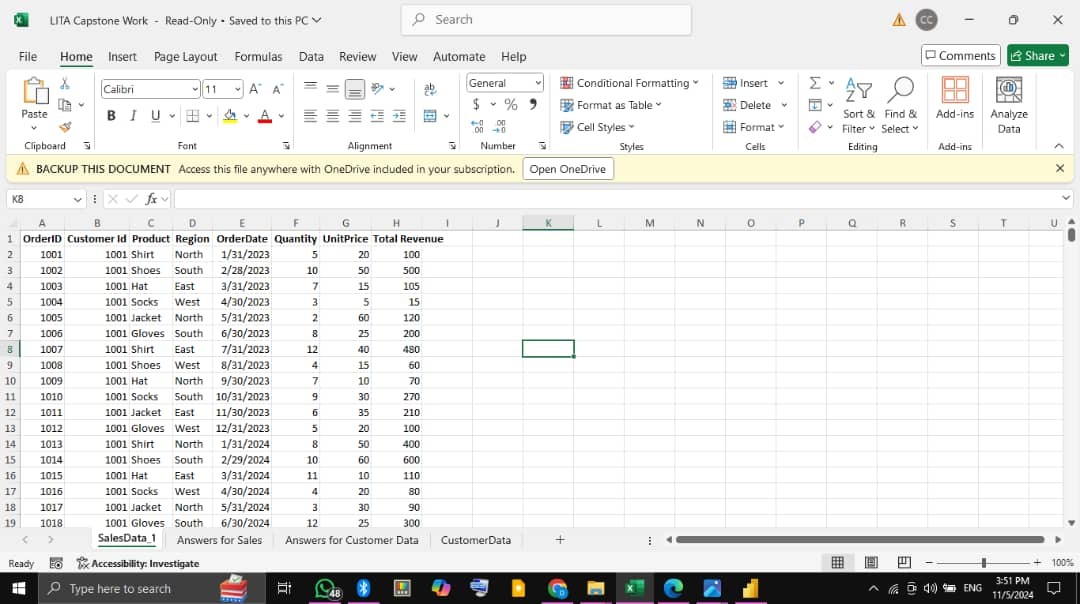 LITA Capstone Work - Read-Only • Saved to this PC
Search
CC
File Home Insert Page Layout Formulas Data Review View Automate Help
Comments Share
Paste
Clipboard
Calibri 11 A A
B I U A
Font
ab
Alignment
General
$ % 9
Number
Conditional Formatting
Format as Table
Cell Styles
Styles
Insert
Delete
Format
Cells
Sort & Filter
Find & Select
Editing
Add-ins
Add-ins
Analyze Data
BACKUP THIS DOCUMENT Access this file anywhere with OneDrive included in your subscription. Open OneDrive
K8 fx
A B C D E F G H I J K L M N O P Q R S T U
1 OrderID Customer Id Product Region OrderDate Quantity UnitPrice Total Revenue
2 1001 1001 Shirt North 1/31/2023 5 20 100
3 1002 1001 Shoes South 2/28/2023 10 50 500
4 1003 1001 Hat East 3/31/2023 7 15 105
5 1004 1001 Socks West 4/30/2023 3 5 15
6 1005 1001 Jacket North 5/31/2023 2 60 120
7 1006 1001 Gloves South 6/30/2023 8 25 200
8 1007 1001 Shirt East 7/31/2023 12 40 480
9 1008 1001 Shoes West 8/31/2023 4 15 60
10 1009 1001 Hat North 9/30/2023 7 10 70
11 1010 1001 Socks South 10/31/2023 9 30 270
12 1011 1001 Jacket East 11/30/2023 6 35 210
13 1012 1001 Gloves West 12/31/2023 5 20 100
14 1013 1001 Shirt North 1/31/2024 8 50 400
15 1014 1001 Shoes South 2/29/2024 10 60 600
16 1015 1001 Hat East 3/31/2024 11 10 110
17 1016 1001 Socks West 4/30/2024 4 20 80
18 1017 1001 Jacket North 5/31/2024 3 30 90
19 1018 1001 Gloves South 6/30/2024 12 25 300
SalesData_1 Answers for Sales Answers for Customer Data CustomerData
Ready Accessibility: Investigate 100%
Type here to search 48 ENG 3:51 PM
11/5/2024